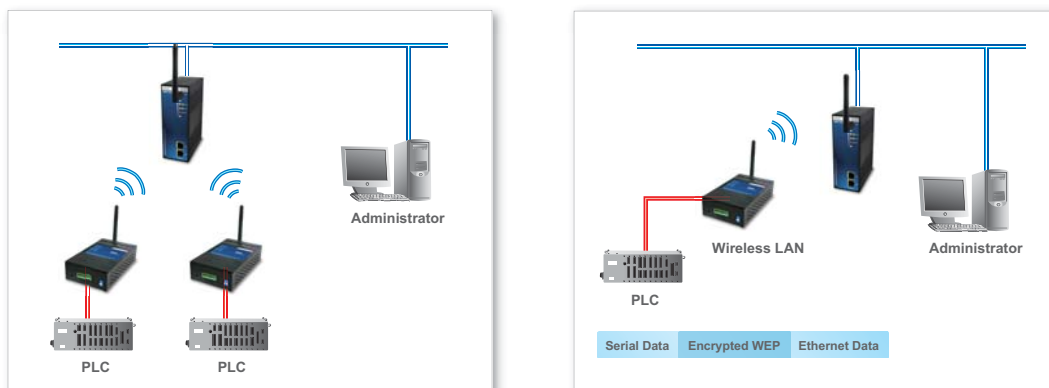 Administrator
PLC PLC
Wireless LAN
Administrator
PLC
Serial Data Encrypted WEP Ethernet Data